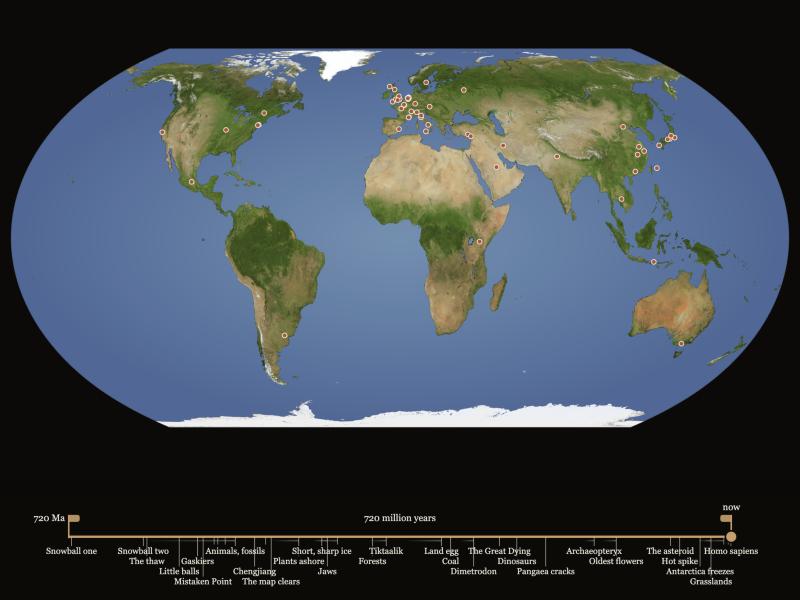 now
720 Ma 720 million years
Snowball one Snowball two Animals, fossils Short, sharp ice Tiktaalik Land egg The Great Dying Archaeopteryx The asteroid Homo sapiens
The thaw Gaskiers Plants ashore Forests Coal Dinosaurs Oldest flowers Hot spike
Little balls Chengjiang Jaws Dimetrodon Pangaea cracks Antarctica freezes
Mistaken Point The map clears Grasslands